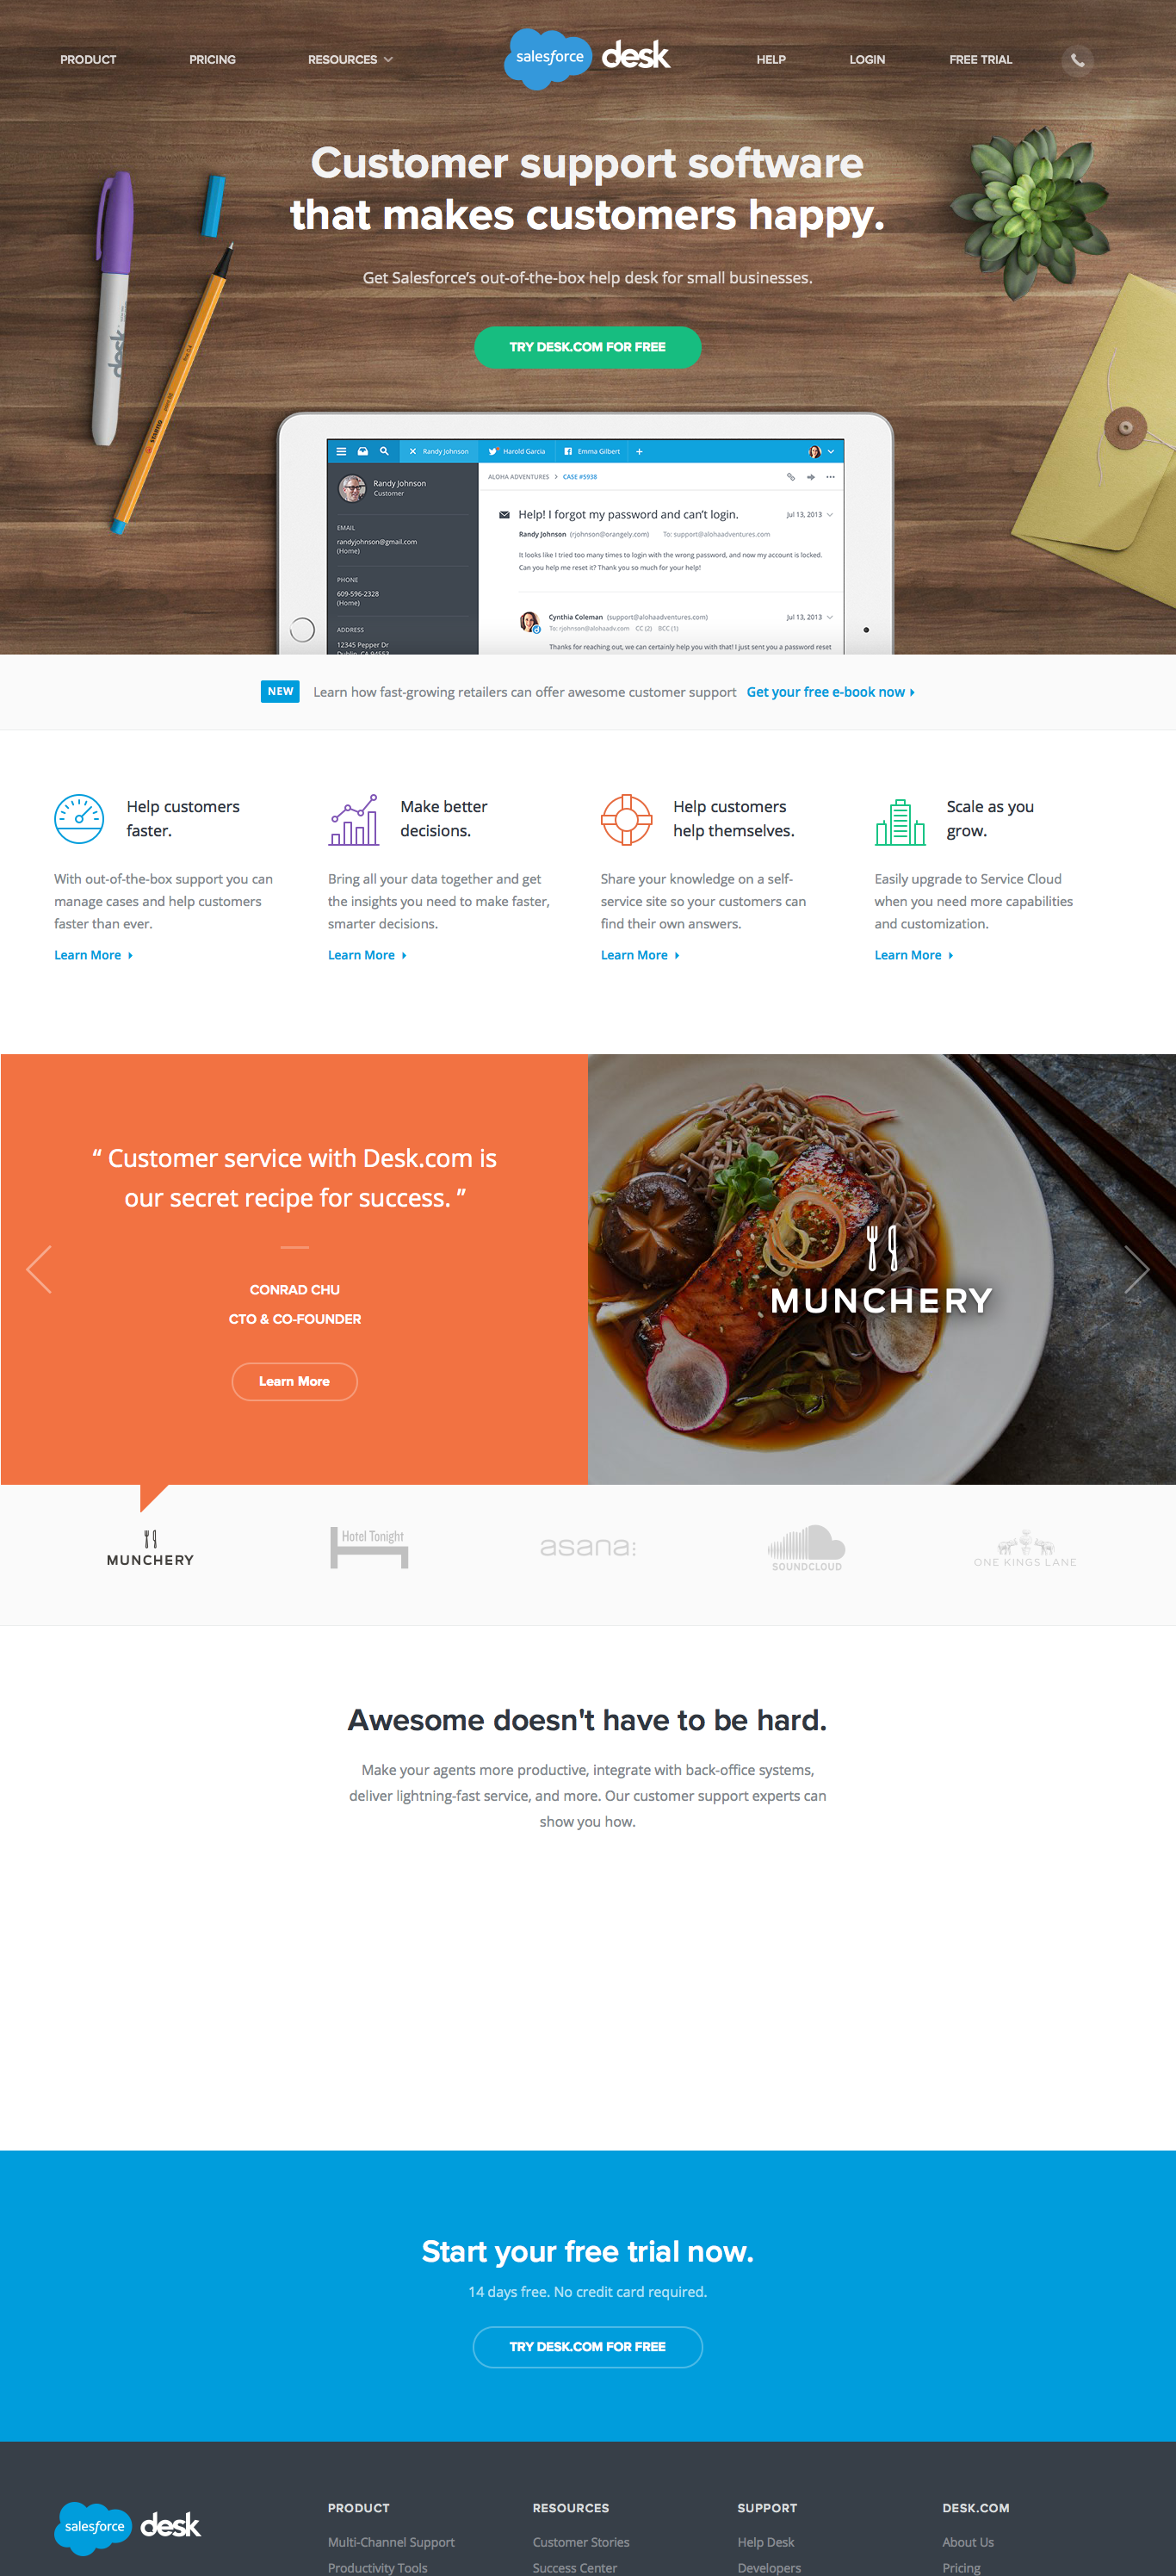 PRODUCT
PRICING
RESOURCES
salesforce desk
HELP
LOGIN
FREE TRIAL
Customer support software
that makes customers happy.
Get Salesforce's out-of-the-box help desk for small businesses.
TRY DESK.COM FOR FREE
desk
Randy Johnson
Harold Garcia
Emma Gilbert
+
Randy Johnson
Customer
EMAIL
randyjohnson@gmail.com
(Home)
PHONE
609-596-2328
(Home)
ADDRESS
12345 Pepper Dr
Dublin, CA 94553
ALOHA ADVENTURES > CASE #5938
Help! I forgot my password and can't login.
Jul 13, 2013
Randy Johnson (rjohnson@orangely.com) To: support@alohaadventures.com
It looks like I tried too many times to login with the wrong password, and now my account is locked.
Can you help me reset it? Thank you so much for your help!
Cynthia Coleman (support@alohaadventures.com)
Jul 13, 2013
To: rjohnson@alohaadv.com CC (2) BCC (1)
Thanks for reaching out, we can certainly help you with that! I just sent you a password reset
NEW Learn how fast-growing retailers can offer awesome customer support Get your free e-book now
Help customers
faster.
With out-of-the-box support you can
manage cases and help customers
faster than ever.
Learn More
Make better
decisions.
Bring all your data together and get
the insights you need to make faster,
smarter decisions.
Learn More
Help customers
help themselves.
Share your knowledge on a self-
service site so your customers can
find their own answers.
Learn More
Scale as you
grow.
Easily upgrade to Service Cloud
when you need more capabilities
and customization.
Learn More
“ Customer service with Desk.com is
our secret recipe for success. ”
CONRAD CHU
CTO & CO-FOUNDER
Learn More
MUNCHERY
MUNCHERY
Hotel Tonight
asana:
SOUNDCLOUD
ONE KINGS LANE
Awesome doesn't have to be hard.
Make your agents more productive, integrate with back-office systems,
deliver lightning-fast service, and more. Our customer support experts can
show you how.
Start your free trial now.
14 days free. No credit card required.
TRY DESK.COM FOR FREE
salesforce desk
PRODUCT
Multi-Channel Support
Productivity Tools
RESOURCES
Customer Stories
Success Center
SUPPORT
Help Desk
Developers
DESK.COM
About Us
Pricing